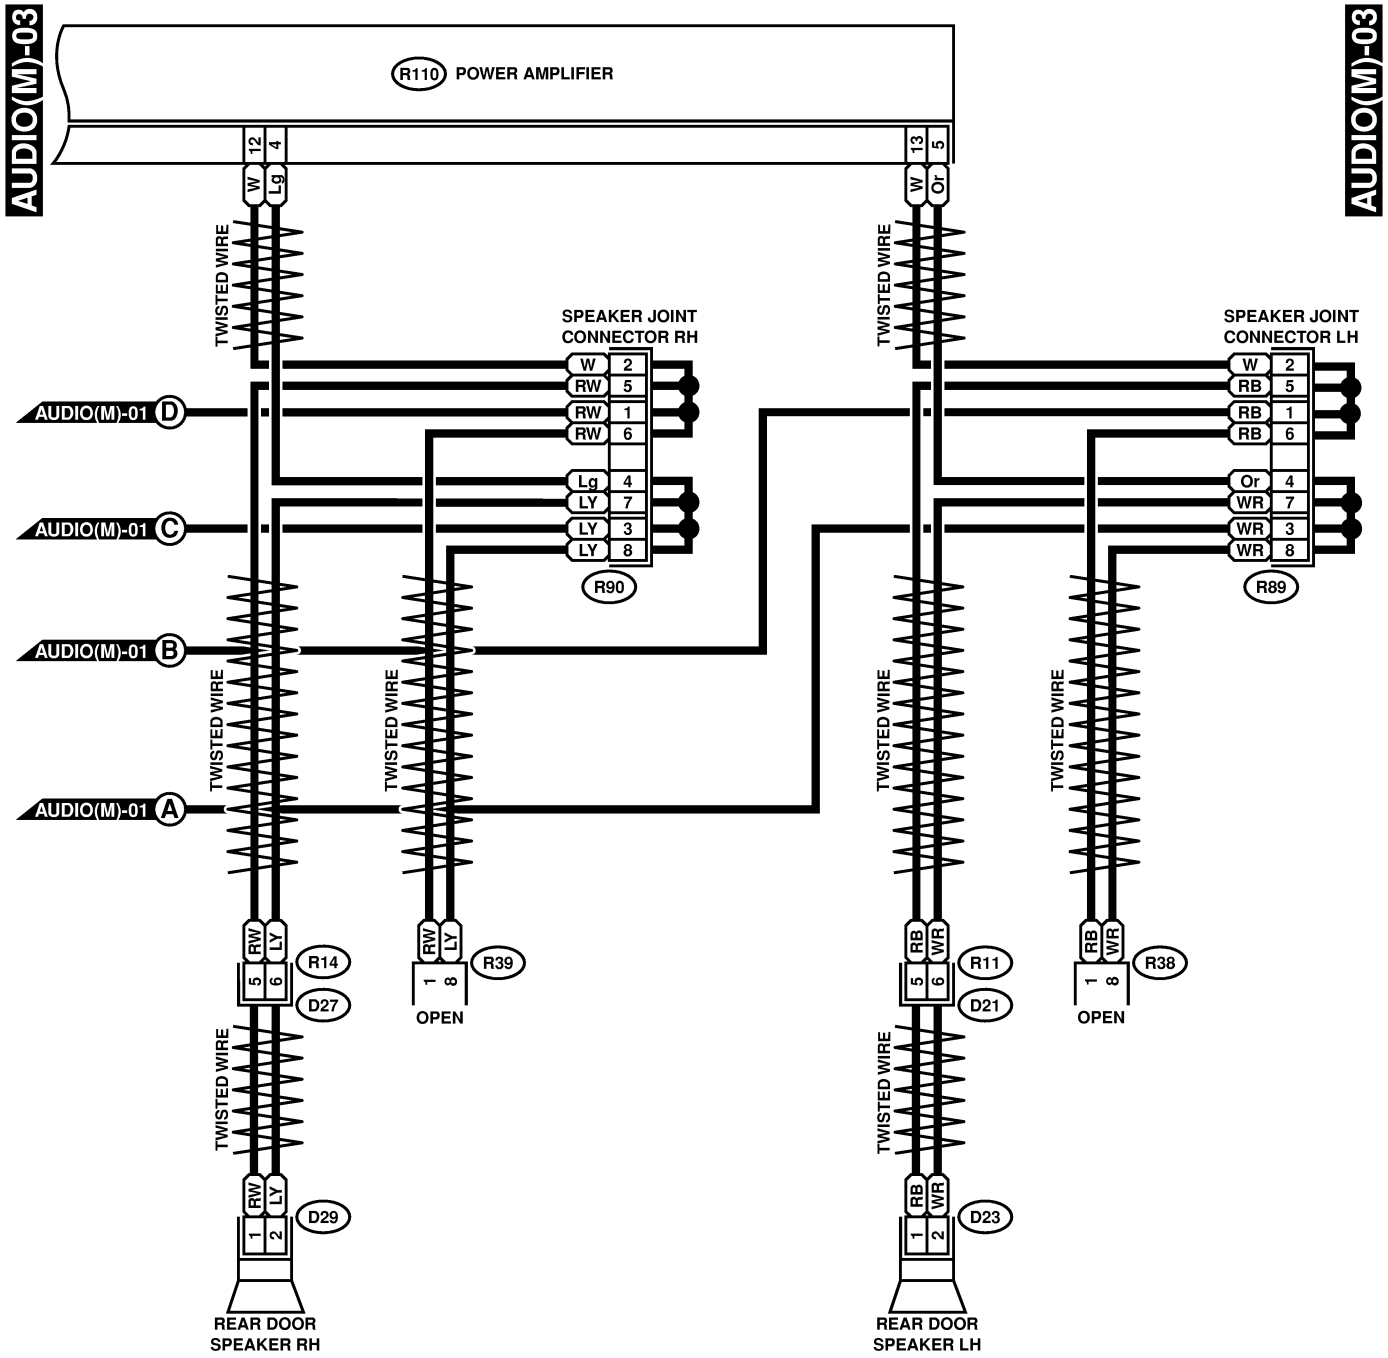 AUDIO(M)-03
AUDIO(M)-03
R110 POWER AMPLIFIER
12 4
13 5
W Lg
W Or
TWISTED WIRE
TWISTED WIRE
SPEAKER JOINT
CONNECTOR RH
SPEAKER JOINT
CONNECTOR LH
W 2
RW 5
RW 1
RW 6
Lg 4
LY 7
LY 3
LY 8
R90
W 2
RB 5
RB 1
RB 6
Or 4
WR 7
WR 3
WR 8
R89
AUDIO(M)-01 D
AUDIO(M)-01 C
AUDIO(M)-01 B
AUDIO(M)-01 A
TWISTED WIRE
TWISTED WIRE
TWISTED WIRE
TWISTED WIRE
RW LY
5 6
R14
D27
RW LY
1 8
R39
OPEN
RB WR
5 6
R11
D21
RB WR
1 8
R38
OPEN
TWISTED WIRE
TWISTED WIRE
RW LY
1 2
D29
REAR DOOR
SPEAKER RH
RB WR
1 2
D23
REAR DOOR
SPEAKER LH